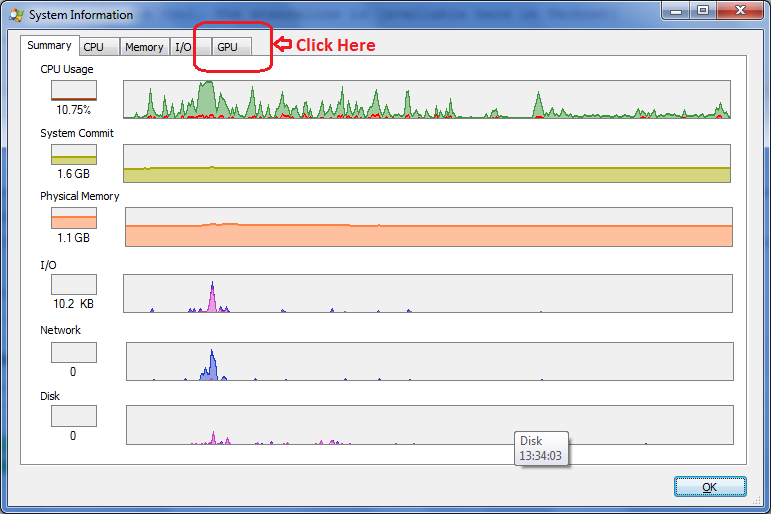 System Information
Summary CPU Memory I/O GPU
Click Here
CPU Usage
10.75%
System Commit
1.6 GB
Physical Memory
1.1 GB
I/O
10.2 KB
Network
0
Disk
0
Disk
13:34:03
OK